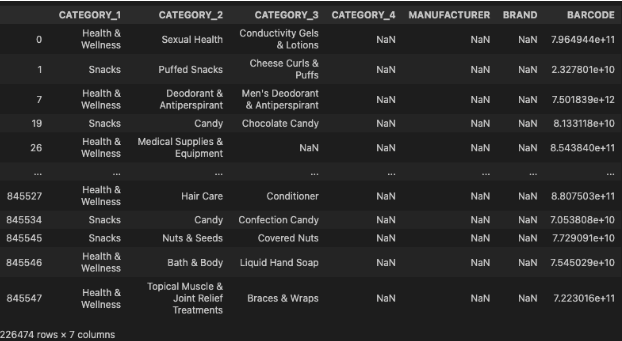 CATEGORY_1 CATEGORY_2 CATEGORY_3 CATEGORY_4 MANUFACTURER BRAND BARCODE
0 Health & Wellness Sexual Health Conductivity Gels & Lotions NaN NaN NaN 7.964944e+11
1 Snacks Puffed Snacks Cheese Curls & Puffs NaN NaN NaN 2.327801e+10
7 Health & Wellness Deodorant & Antiperspirant Men's Deodorant & Antiperspirant NaN NaN NaN 7.501839e+12
19 Snacks Candy Chocolate Candy NaN NaN NaN 8.133118e+10
26 Health & Wellness Medical Supplies & Equipment NaN NaN NaN NaN 8.543840e+11
... ... ... ... ... ... ... ...
845527 Health & Wellness Hair Care Conditioner NaN NaN NaN 8.807503e+11
845534 Snacks Candy Confection Candy NaN NaN NaN 7.053808e+10
845545 Snacks Nuts & Seeds Covered Nuts NaN NaN NaN 7.729091e+10
845546 Health & Wellness Bath & Body Liquid Hand Soap NaN NaN NaN 7.545029e+10
845547 Health & Wellness Topical Muscle & Joint Relief Treatments Braces & Wraps NaN NaN NaN 7.223016e+11
226474 rows × 7 columns